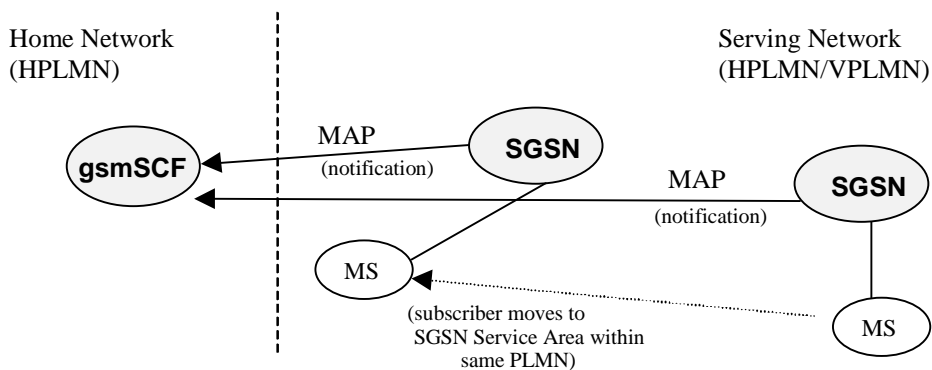 Home Network
(HPLMN)
Serving Network
(HPLMN/VPLMN)
gsmSCF
MAP
(notification)
SGSN
MAP
(notification)
SGSN
MS
(subscriber moves to
SGSN Service Area within
same PLMN)
MS